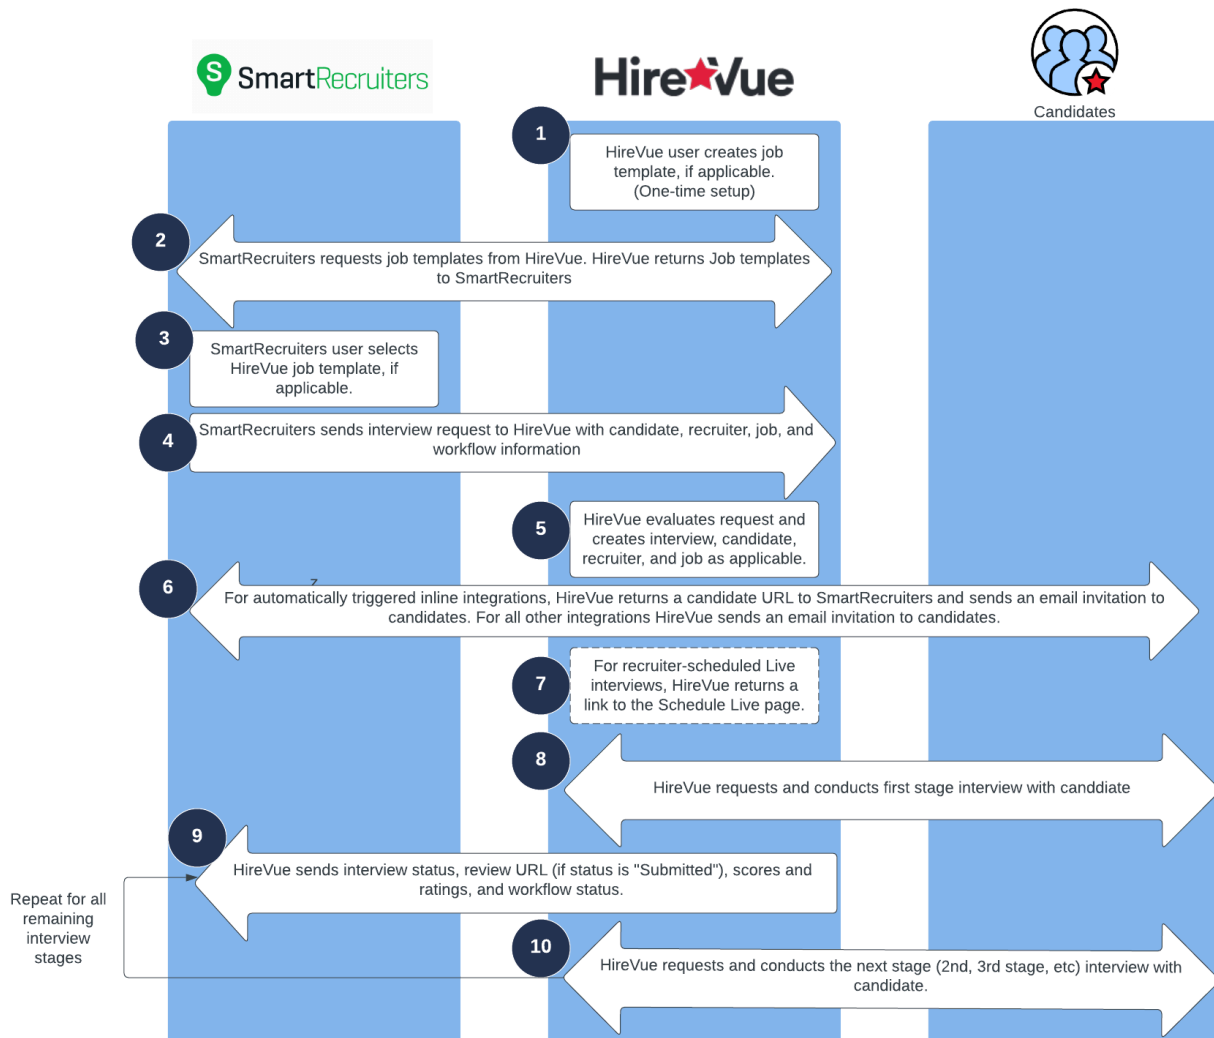 SmartRecruiters
HireVue
Candidates
1
HireVue user creates job
template, if applicable.
(One-time setup)
2
SmartRecruiters requests job templates from HireVue. HireVue returns Job templates
to SmartRecruiters
3
SmartRecruiters user selects
HireVue job template, if
applicable.
4
SmartRecruiters sends interview request to HireVue with candidate, recruiter, job, and
workflow information
5
HireVue evaluates request and
creates interview, candidate,
recruiter, and job as applicable.
6
Z
For automatically triggered inline integrations, HireVue returns a candidate URL to SmartRecruiters and sends an email invitation to
candidates. For all other integrations HireVue sends an email invitation to candidates.
7
For recruiter-scheduled Live
interviews, HireVue returns a
link to the Schedule Live page.
8
HireVue requests and conducts first stage interview with canddiate
9
HireVue sends interview status, review URL (if status is "Submitted"), scores and
ratings, and workflow status.
Repeat for all
remaining
interview
stages
10
HireVue requests and conducts the next stage (2nd, 3rd stage, etc) interview with
candidate.